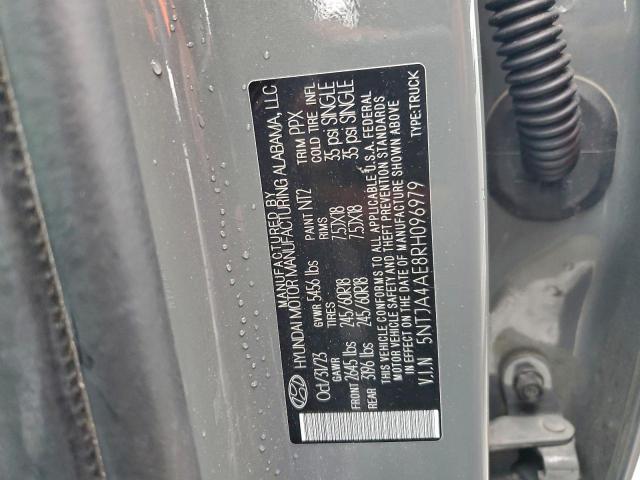 MANUFACTURED BY
HYUNDAI MOTOR MANUFACTURING ALABAMA, LLC
Oct/31/23 GVWR 5456 lbs PAINT NT2 TRIM PPX
GAWR TIRES RIMS COLD TIRE INFL
FRONT 2645 lbs 245/60R18 7.5JX18 35 psi SINGLE
REAR 3196 lbs 245/60R18 7.5JX18 35 psi SINGLE
THIS VEHICLE CONFORMS TO ALL APPLICABLE U.S.A. FEDERAL
MOTOR VEHICLE SAFETY AND THEFT PREVENTION STANDARDS
IN EFFECT ON THE DATE OF MANUFACTURE SHOWN ABOVE
V.I.N 5NTJA4AE8RH096979 TYPE:TRUCK